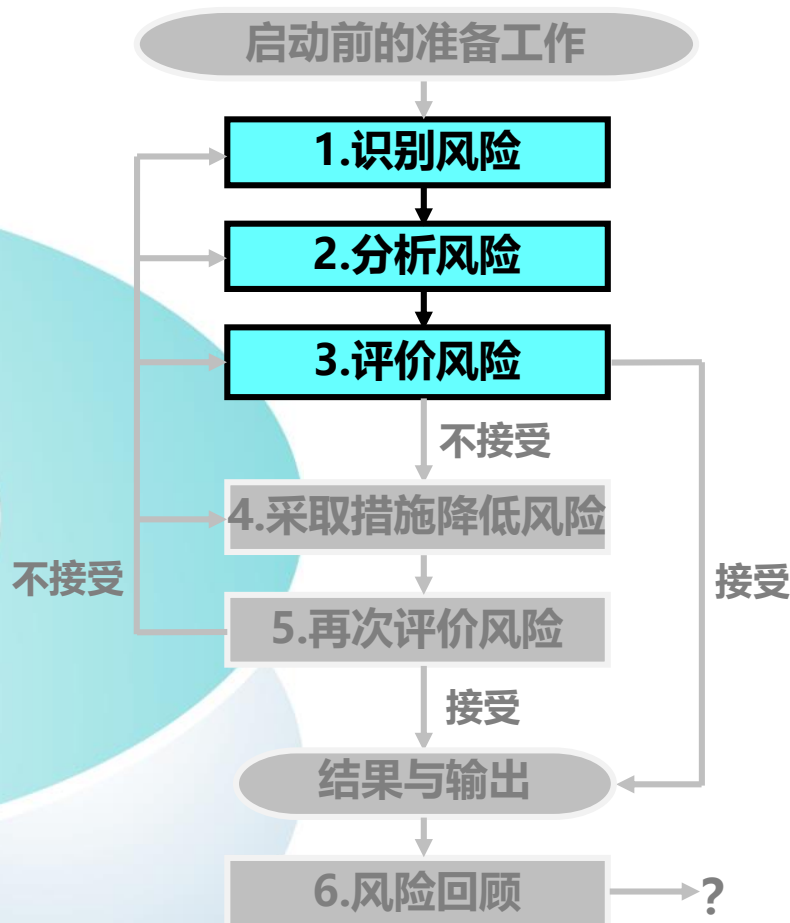 启动前的准备工作
1.识别风险
2.分析风险
3.评价风险
不接受
4.采取措施降低风险
不接受
接受
5.再次评价风险
接受
结果与输出
6.风险回顾
?